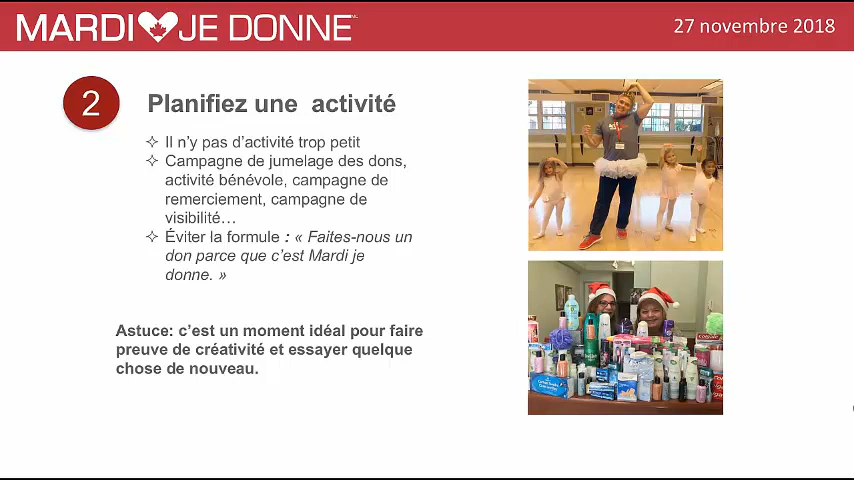 MARDI JE DONNE
27 novembre 2018
2
Planifiez une activité
Il n'y pas d'activité trop petit
Campagne de jumelage des dons,
activité bénévole, campagne de
remerciement, campagne de
visibilité…
Éviter la formule : « Faites-nous un
don parce que c'est Mardi je
donne. »
Astuce: c'est un moment idéal pour faire
preuve de créativité et essayer quelque
chose de nouveau.